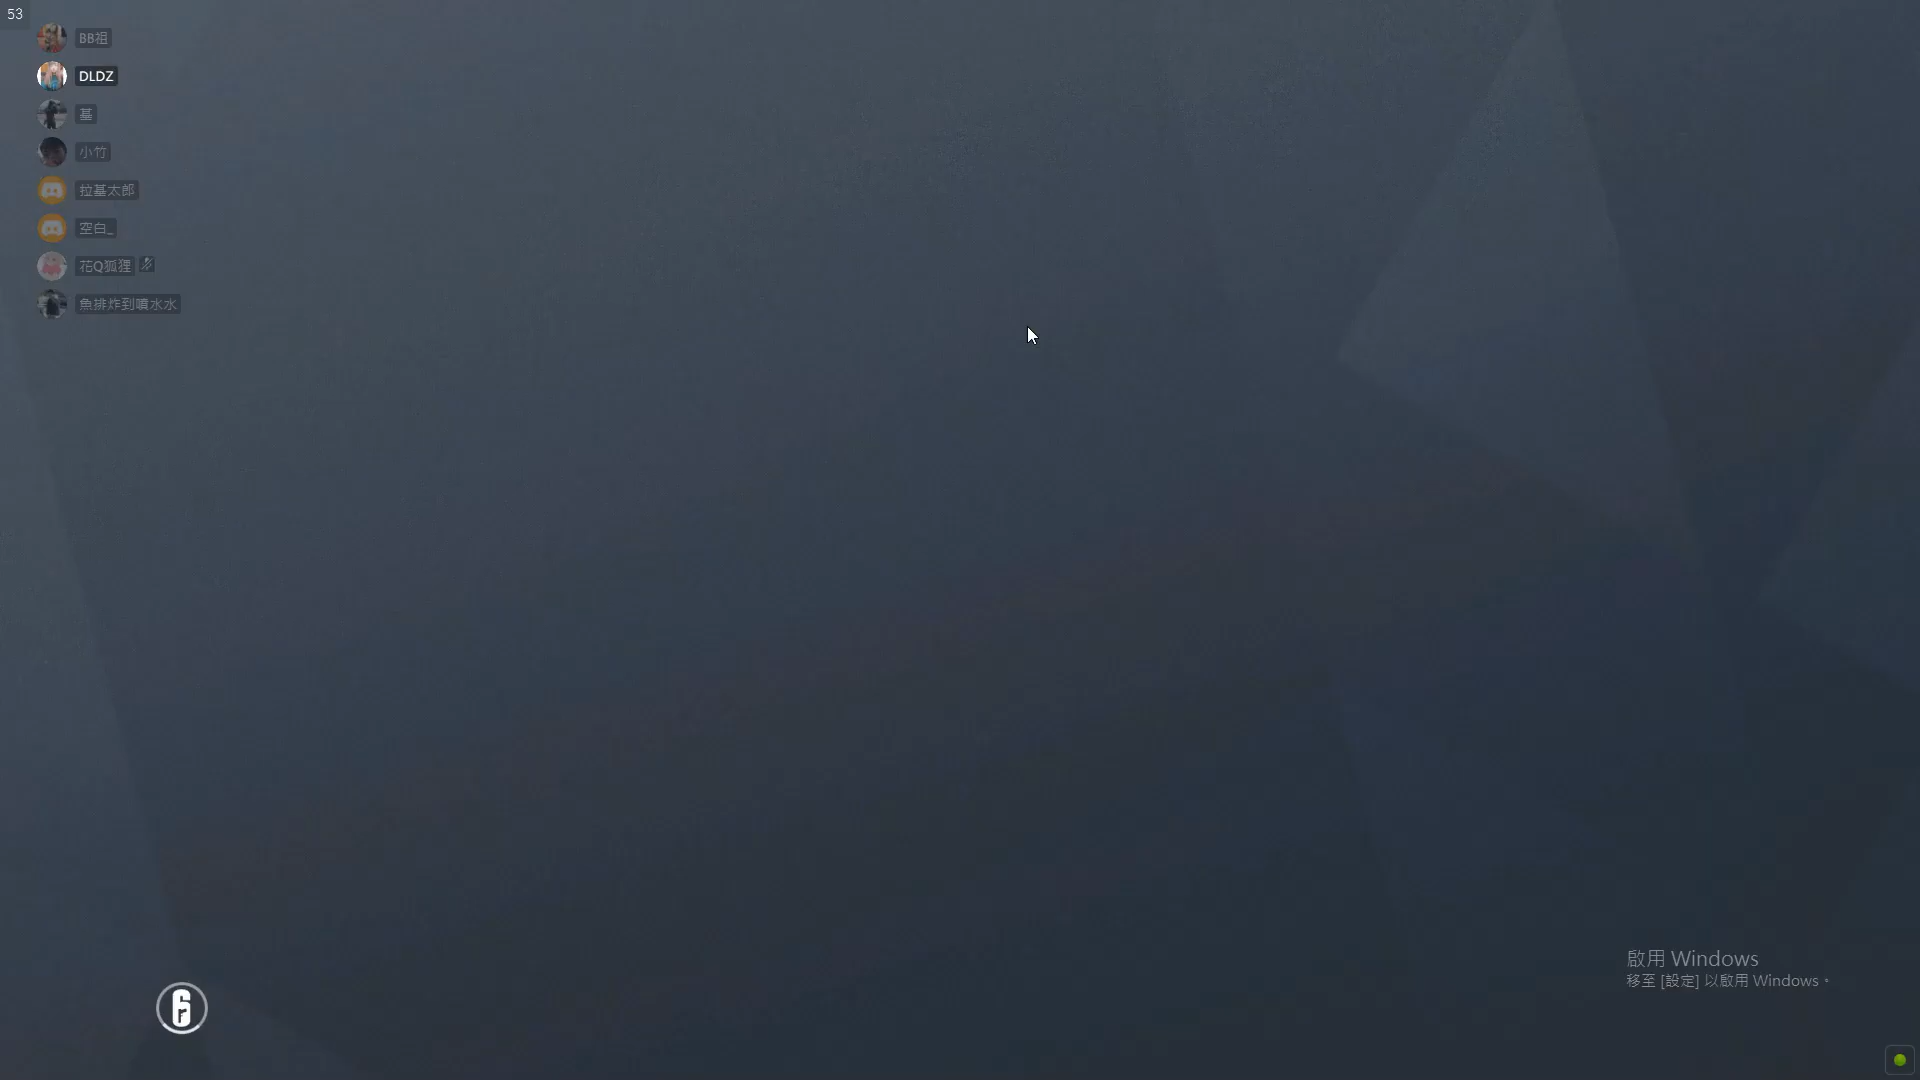 53
BB祖
DLDZ
基
小竹
拉基太郎
空白_
花Q狐狸
魚排炸到噴水水
啟用 Windows
移至 [設定] 以啟用 Windows。